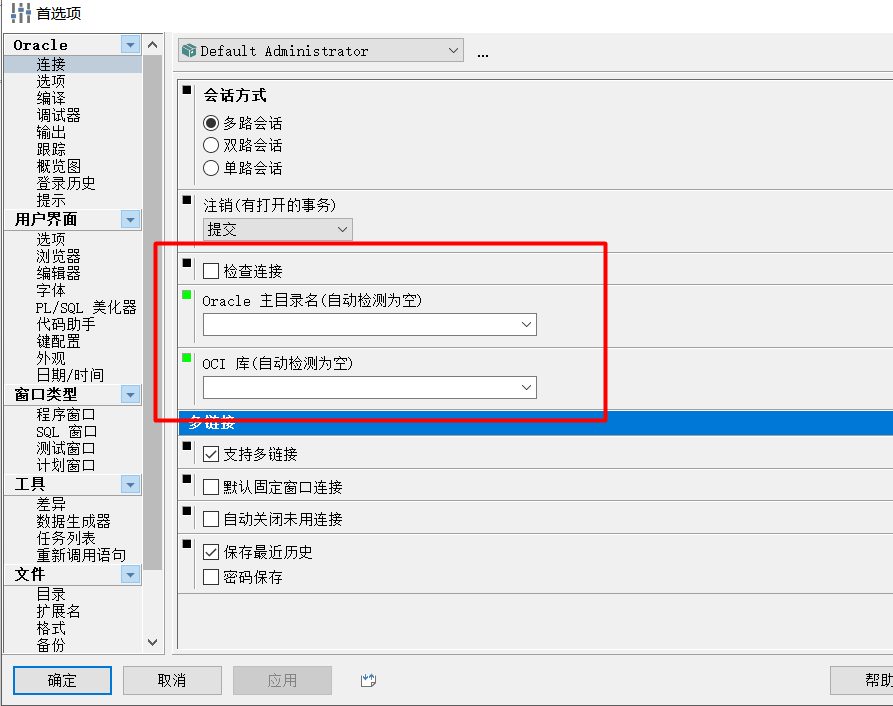 首选项
Oracle
连接
选项
编译
调试器
输出
跟踪
概览图
登录历史
提示
用户界面
选项
浏览器
编辑器
字体
PL/SQL 美化器
代码助手
键配置
外观
日期/时间
窗口类型
程序窗口
SQL 窗口
测试窗口
计划窗口
工具
差异
数据生成器
任务列表
重新调用语句
文件
目录
扩展名
格式
备份
Default Administrator
...
会话方式
多路会话
双路会话
单路会话
注销(有打开的事务)
提交
检查连接
Oracle 主目录名(自动检测为空)
OCI 库(自动检测为空)
多链接
支持多链接
默认固定窗口连接
自动关闭未用连接
保存最近历史
密码保存
确定
取消
应用
帮助